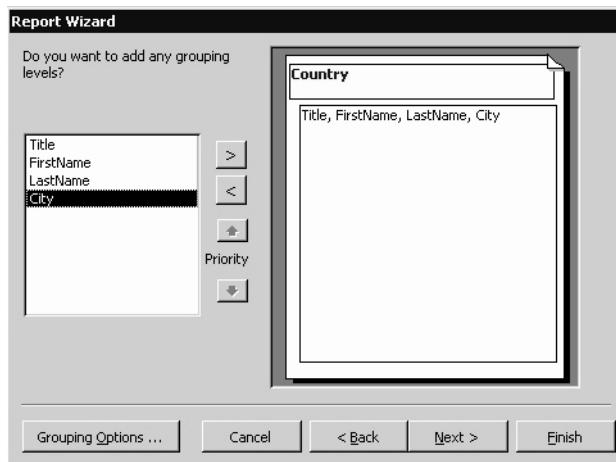 Report Wizard
Do you want to add any grouping
levels?
Title
FirstName
LastName
City
>
<
Priority
Country
Title, FirstName, LastName, City
Grouping Options ...
Cancel
< Back
Next >
Finish